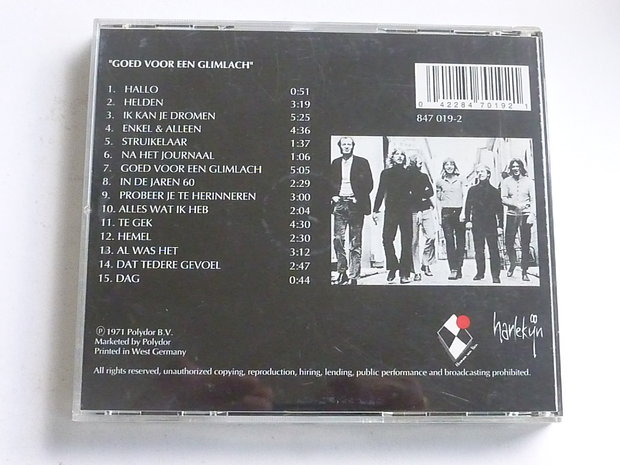 "GOED VOOR EEN GLIMLACH"
1. HALLO 0:51
2. HELDEN 3:19
3. IK KAN JE DROMEN 5:25
4. ENKEL & ALLEEN 4:36
5. STRUIKELAAR 1:37
6. NA HET JOURNAAL 1:06
7. GOED VOOR EEN GLIMLACH 5:05
8. IN DE JAREN 60 2:29
9. PROBEER JE TE HERINNEREN 3:00
10. ALLES WAT IK HEB 2:04
11. TE GEK 4:30
12. HEMEL 2:30
13. AL WAS HET 3:12
14. DAT TEDERE GEVOEL 2:47
15. DAG 0:44
0 42284 70192 1
847 019-2
℗ 1971 Polydor B.V.
Marketed by Polydor
Printed in West Germany
harlekijn
All rights reserved, unauthorized copying, reproduction, hiring, lending, public performance and broadcasting prohibited.